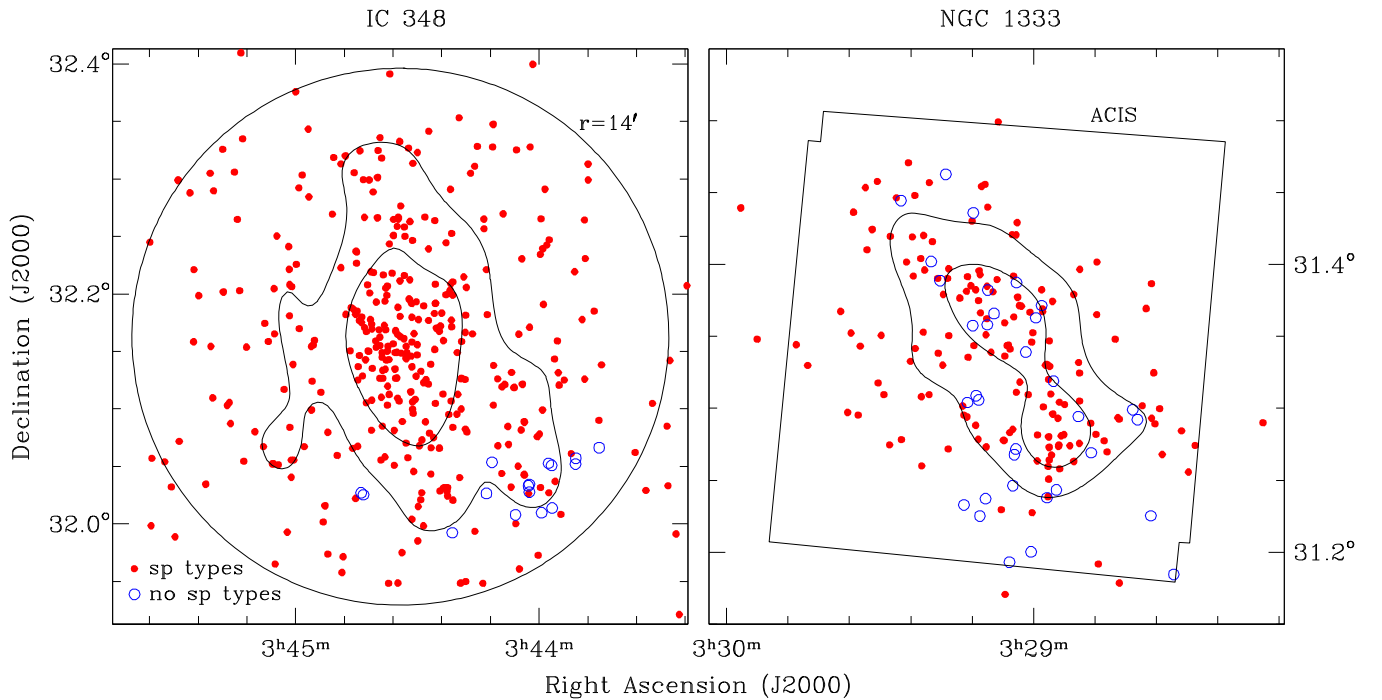 IC 348
NGC 1333
32.4°
r=14′
ACIS
31.4°
32.2°
Declination (J2000)
32.0°
31.2°
sp types
no sp types
3ʰ45ᵐ
3ʰ44ᵐ
3ʰ30ᵐ
3ʰ29ᵐ
Right Ascension (J2000)